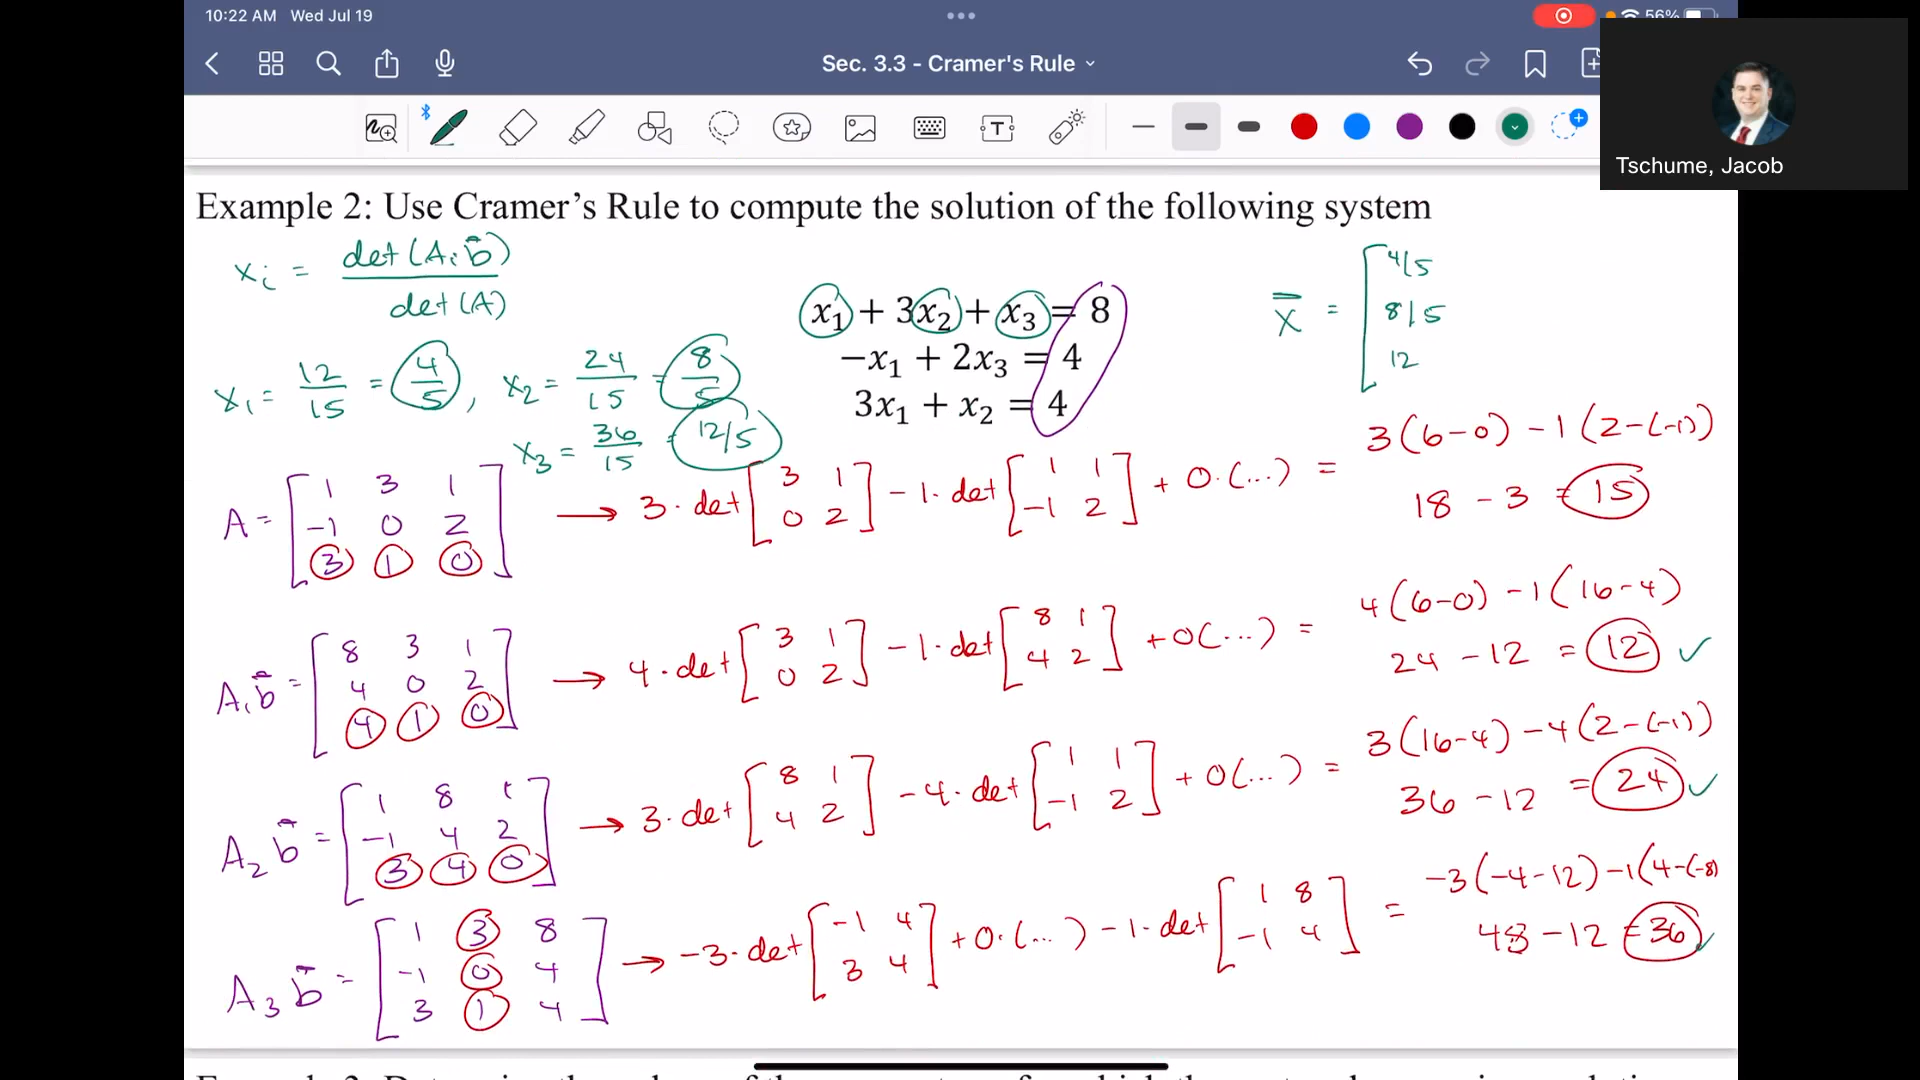 10:22 AM Wed Jul 19
56%
Sec. 3.3 - Cramer's Rule
Tschume, Jacob
Example 2: Use Cramer's Rule to compute the solution of the following system
xᵢ = det(Aᵢb⃗) / det(A)
x₁ + 3x₂ + x₃ = 8
−x₁ + 2x₃ = 4
3x₁ + x₂ = 4
x̄ = [4/5
8/5
12
x₁ = 12/15 = 4/5, x₂ = 24/15 = 8/5
x₃ = 36/15 = 12/5
A = [1 3 1
−1 0 2
3 1 0] → 3·det[3 1
0 2] − 1·det[1 1
−1 2] + 0·(...) = 3(6−0) − 1(2−(−1))
18 − 3 = 15
A₁b⃗ = [8 3 1
4 0 2
4 1 0] → 4·det[3 1
0 2] − 1·det[8 1
4 2] + 0(...) = 4(6−0) − 1(16−4)
24 − 12 = 12 ✓
A₂b⃗ = [1 8 1
−1 4 2
3 4 0] → 3·det[8 1
4 2] − 4·det[1 1
−1 2] + 0(...) = 3(16−4) − 4(2−(−1))
36 − 12 = 24 ✓
A₃b⃗ = [1 3 8
−1 0 4
3 1 4] → −3·det[−1 4
3 4] + 0·(...) − 1·det[1 8
−1 4] = −3(−4−12) − 1(4−(−8)
48 − 12 = 36 ✓